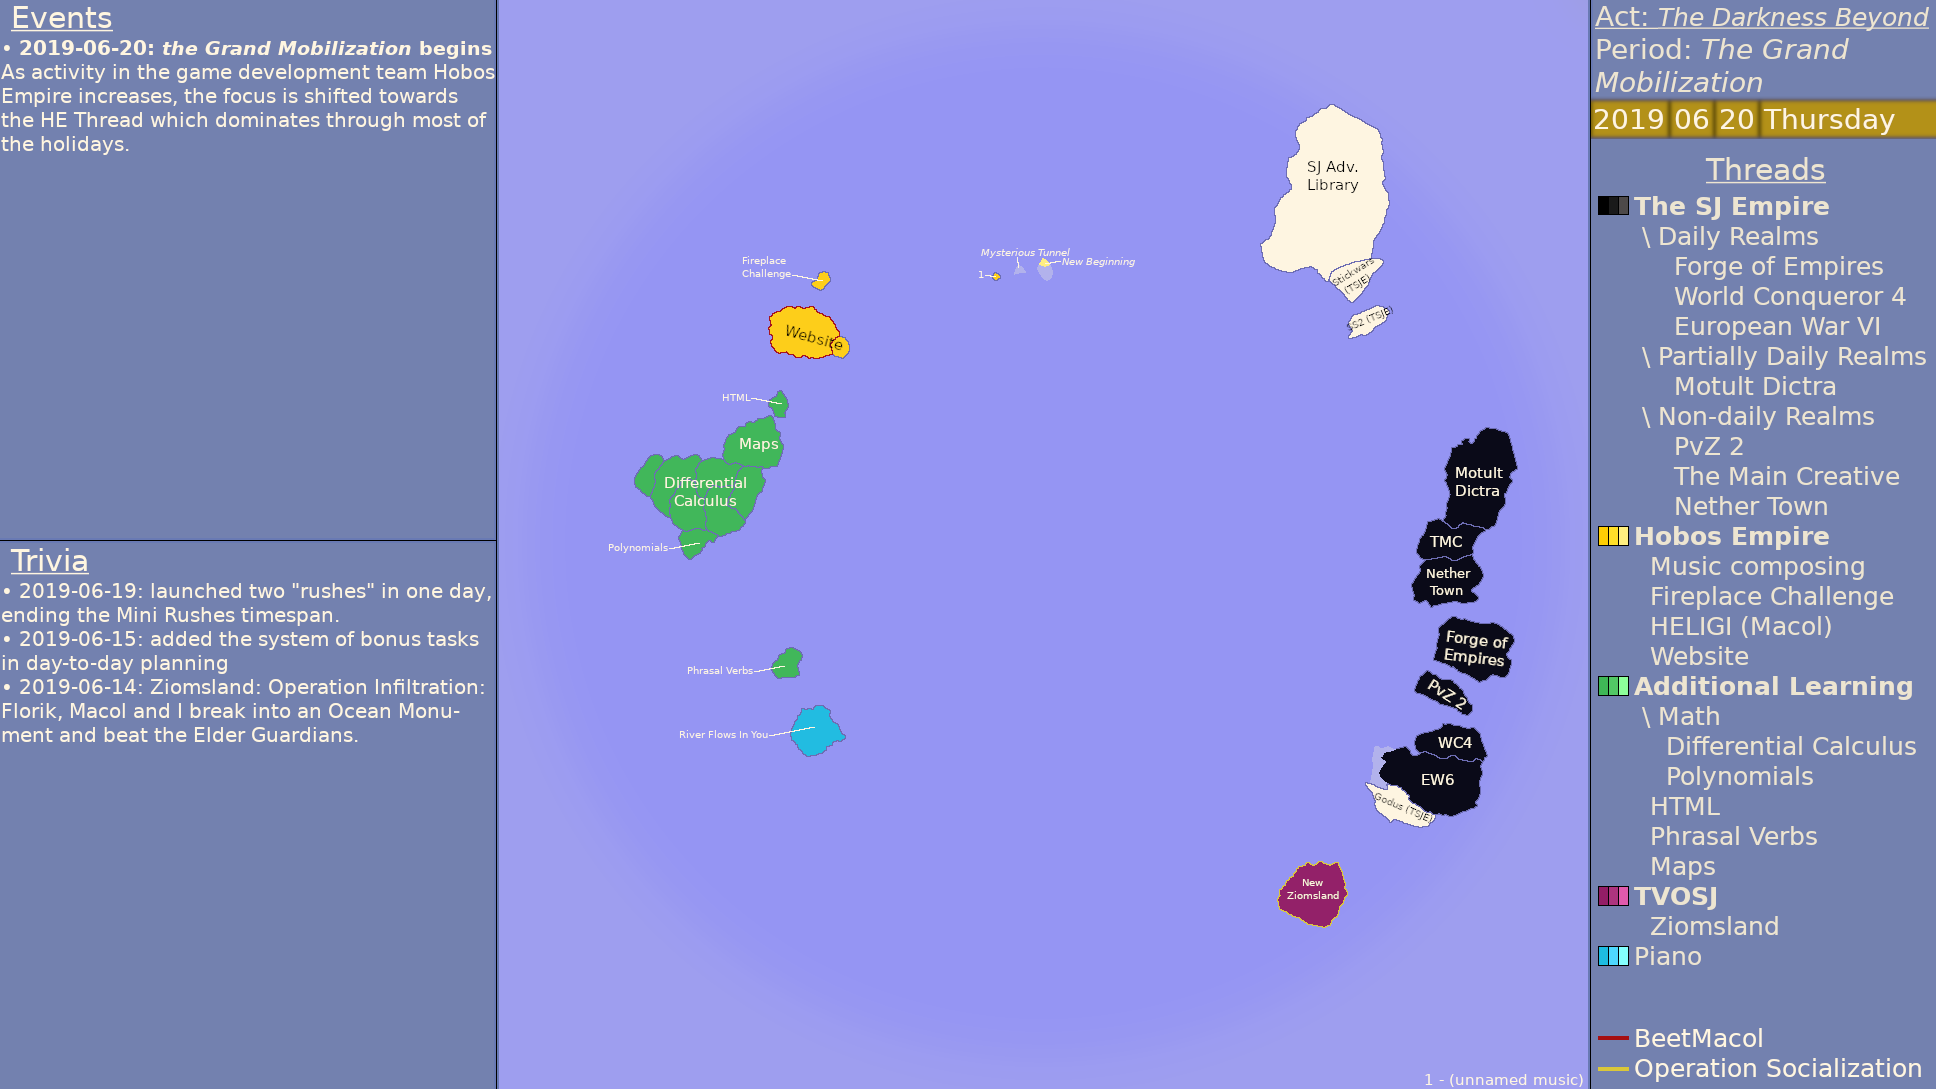 Events
• 2019-06-20: the Grand Mobilization begins
As activity in the game development team Hobos
Empire increases, the focus is shifted towards
the HE Thread which dominates through most of
the holidays.
Trivia
• 2019-06-19: launched two "rushes" in one day,
ending the Mini Rushes timespan.
• 2019-06-15: added the system of bonus tasks
in day-to-day planning
• 2019-06-14: Ziomsland: Operation Infiltration:
Florik, Macol and I break into an Ocean Monu-
ment and beat the Elder Guardians.
SJ Adv.
Library
Stickwars
(TSJE)
SS2 (TSJE)
Mysterious Tunnel
New Beginning
1
Fireplace
Challenge
Website
HTML
Maps
Differential
Calculus
Polynomials
Phrasal Verbs
River Flows In You
Motult
Dictra
TMC
Nether
Town
Forge of
Empires
PvZ 2
WC4
EW6
Godus (TSJE)
New
Ziomsland
1 - (unnamed music)
Act: The Darkness Beyond
Period: The Grand
Mobilization
2019 06 20 Thursday
Threads
The SJ Empire
\ Daily Realms
Forge of Empires
World Conqueror 4
European War VI
\ Partially Daily Realms
Motult Dictra
\ Non-daily Realms
PvZ 2
The Main Creative
Nether Town
Hobos Empire
Music composing
Fireplace Challenge
HELIGI (Macol)
Website
Additional Learning
\ Math
Differential Calculus
Polynomials
HTML
Phrasal Verbs
Maps
TVOSJ
Ziomsland
Piano
BeetMacol
Operation Socialization